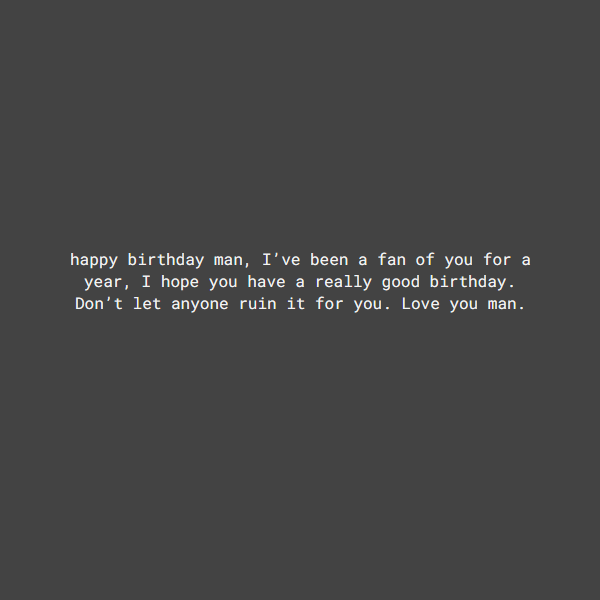 happy birthday man, I’ve been a fan of you for a
year, I hope you have a really good birthday.
Don’t let anyone ruin it for you. Love you man.